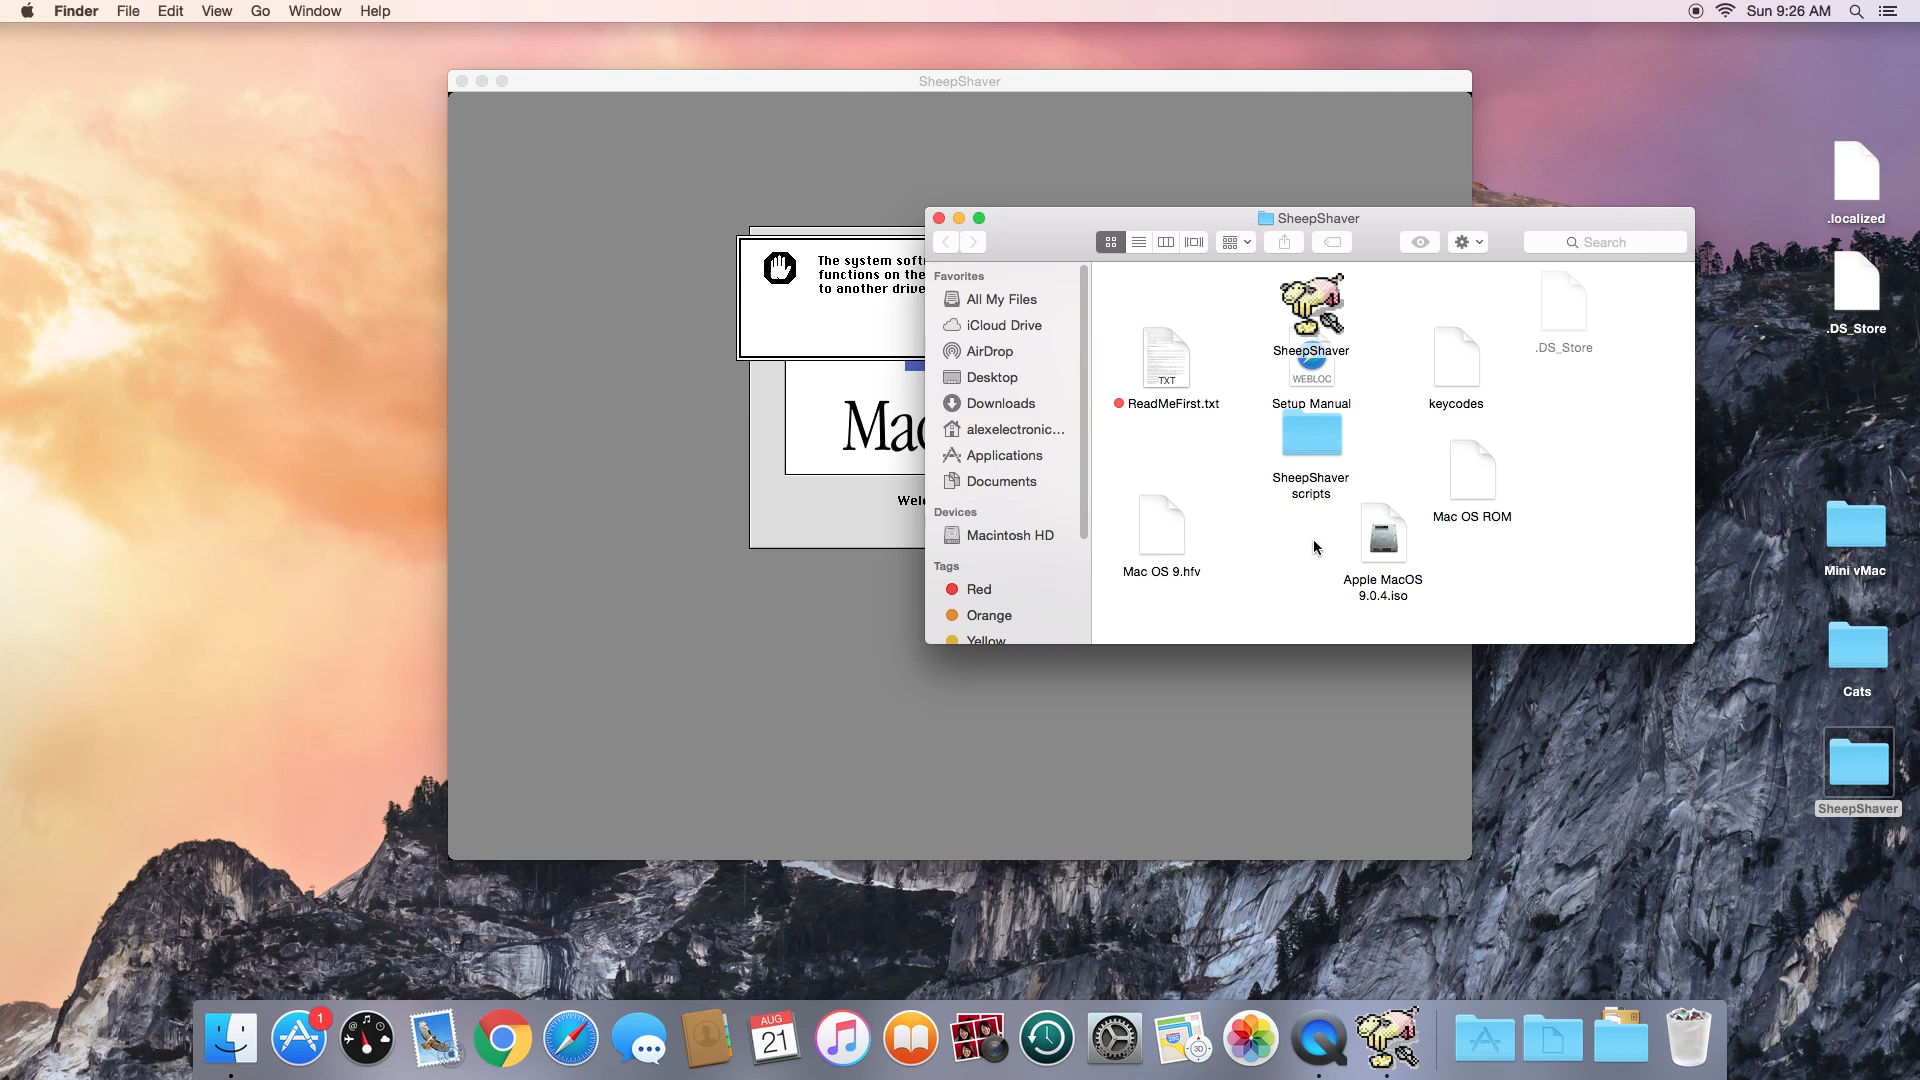 Finder File Edit View Go Window Help
Sun 9:26 AM
SheepShaver
The system
functions on the
to another drive
Mac
SheepShaver
Search
Favorites
All My Files
iCloud Drive
AirDrop
Desktop
Downloads
alexelectronic...
Applications
Documents
Devices
Macintosh HD
Tags
Red
Orange
Yellow
SheepShaver
.DS_Store
TXT
WEBLOC
ReadMeFirst.txt
Setup Manual
keycodes
SheepShaver
scripts
Mac OS ROM
Mac OS 9.hfv
Apple MacOS
9.0.4.iso
.localized
.DS_Store
Mini vMac
Cats
SheepShaver
1
AUG
21
280
3D